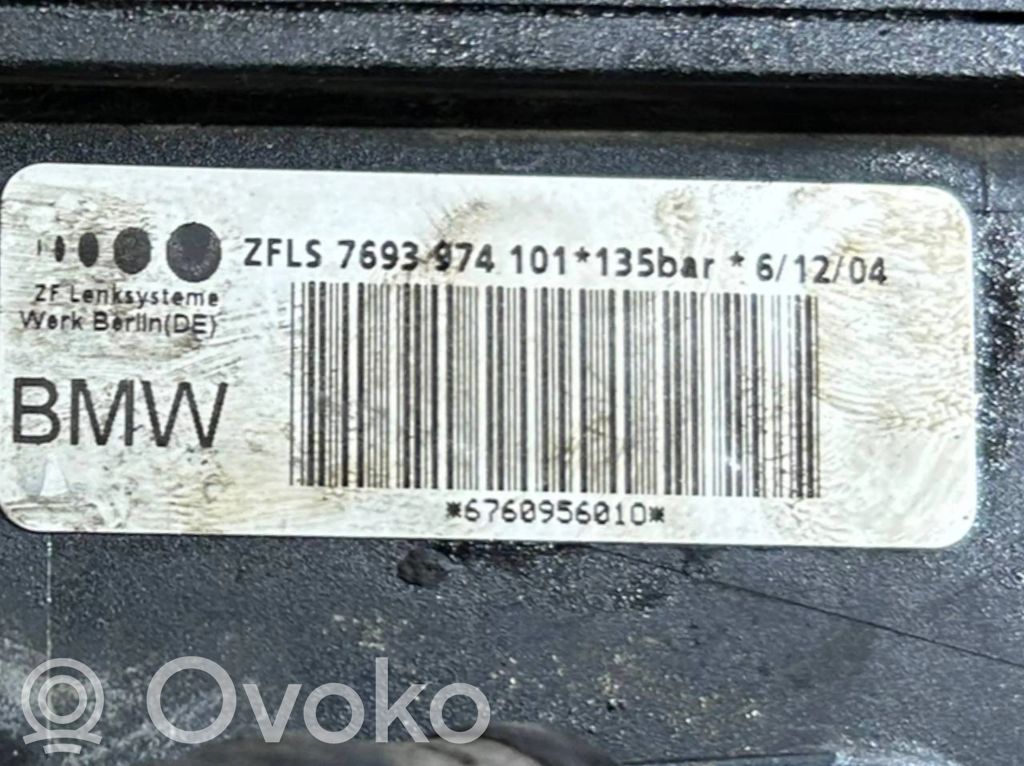 ZFLS 7693 974 101*135bar * 6/12/04
ZF Lenksysteme
Werk Berlin(DE)
BMW
*6760956010*
Ovoko